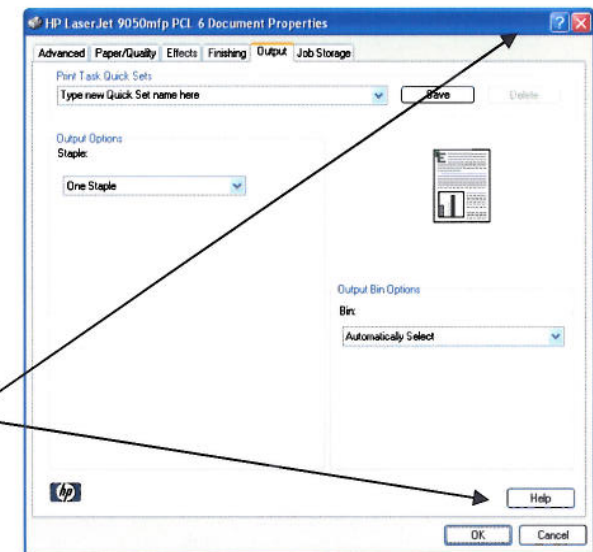 HP LaserJet 9050mfp PCL 6 Document Properties
Advanced Paper/Quality Effects Finishing Output Job Storage
Print Task Quick Sets
Type new Quick Set name here Save Delete
Output Options
Staple:
One Staple
E
Output Bin Options
Bin:
Automatically Select
hp
Help
OK Cancel